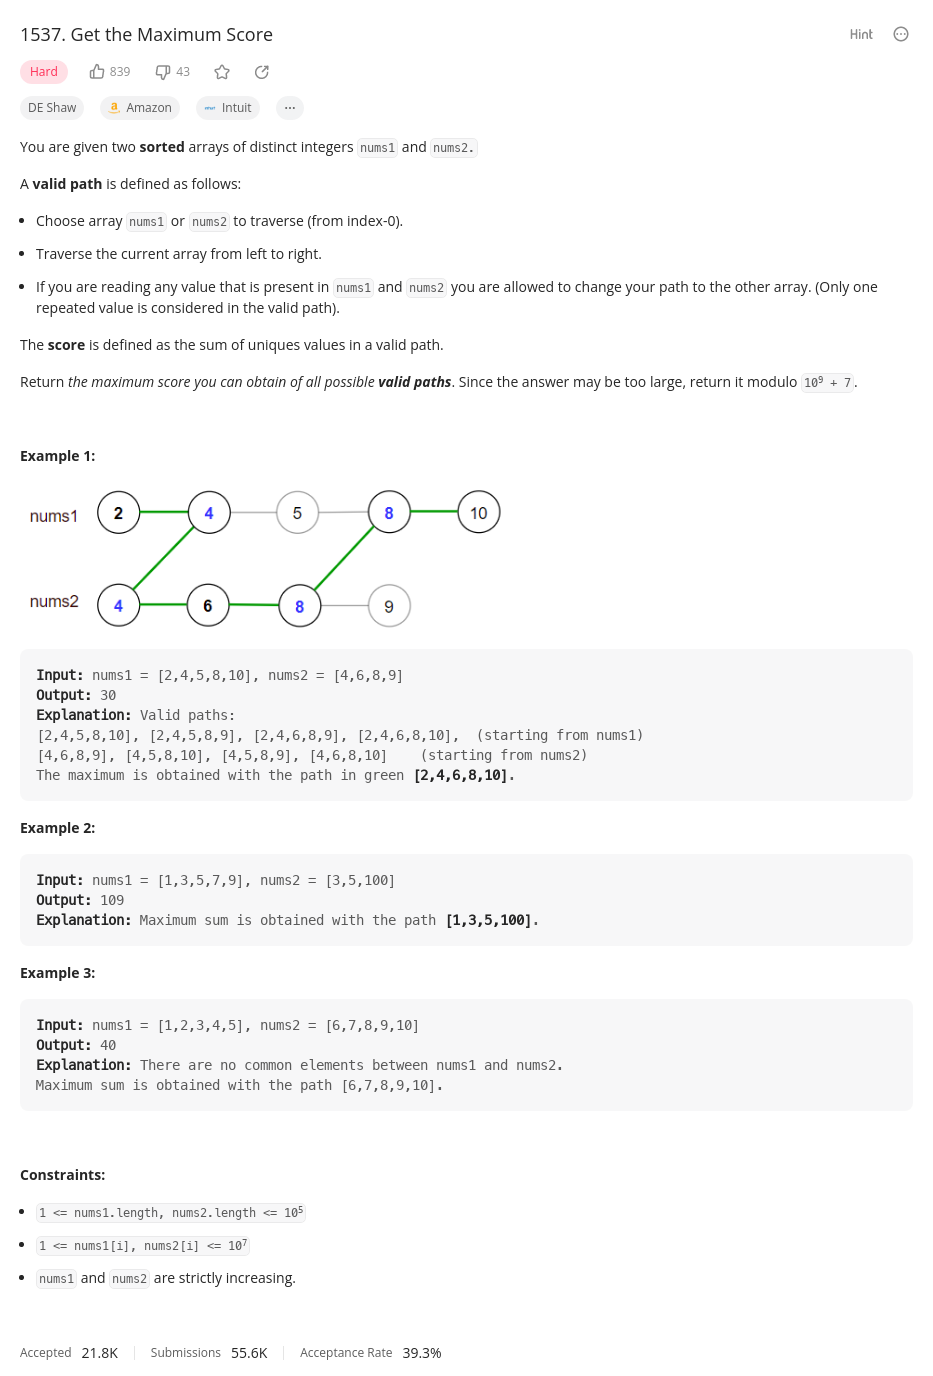 1537. Get the Maximum Score
Hint
Hard 839 43
DE Shaw Amazon Intuit ...
You are given two sorted arrays of distinct integers nums1 and nums2.
A valid path is defined as follows:
• Choose array nums1 or nums2 to traverse (from index-0).
• Traverse the current array from left to right.
• If you are reading any value that is present in nums1 and nums2 you are allowed to change your path to the other array. (Only one
repeated value is considered in the valid path).
The score is defined as the sum of uniques values in a valid path.
Return the maximum score you can obtain of all possible valid paths. Since the answer may be too large, return it modulo 10⁹ + 7.
Example 1:
nums1 2 4 5 8 10
nums2 4 6 8 9
Input: nums1 = [2,4,5,8,10], nums2 = [4,6,8,9]
Output: 30
Explanation: Valid paths:
[2,4,5,8,10], [2,4,5,8,9], [2,4,6,8,9], [2,4,6,8,10],  (starting from nums1)
[4,6,8,9], [4,5,8,10], [4,5,8,9], [4,6,8,10]    (starting from nums2)
The maximum is obtained with the path in green [2,4,6,8,10].
Example 2:
Input: nums1 = [1,3,5,7,9], nums2 = [3,5,100]
Output: 109
Explanation: Maximum sum is obtained with the path [1,3,5,100].
Example 3:
Input: nums1 = [1,2,3,4,5], nums2 = [6,7,8,9,10]
Output: 40
Explanation: There are no common elements between nums1 and nums2.
Maximum sum is obtained with the path [6,7,8,9,10].
Constraints:
• 1 <= nums1.length, nums2.length <= 10⁵
• 1 <= nums1[i], nums2[i] <= 10⁷
• nums1 and nums2 are strictly increasing.
Accepted 21.8K Submissions 55.6K Acceptance Rate 39.3%